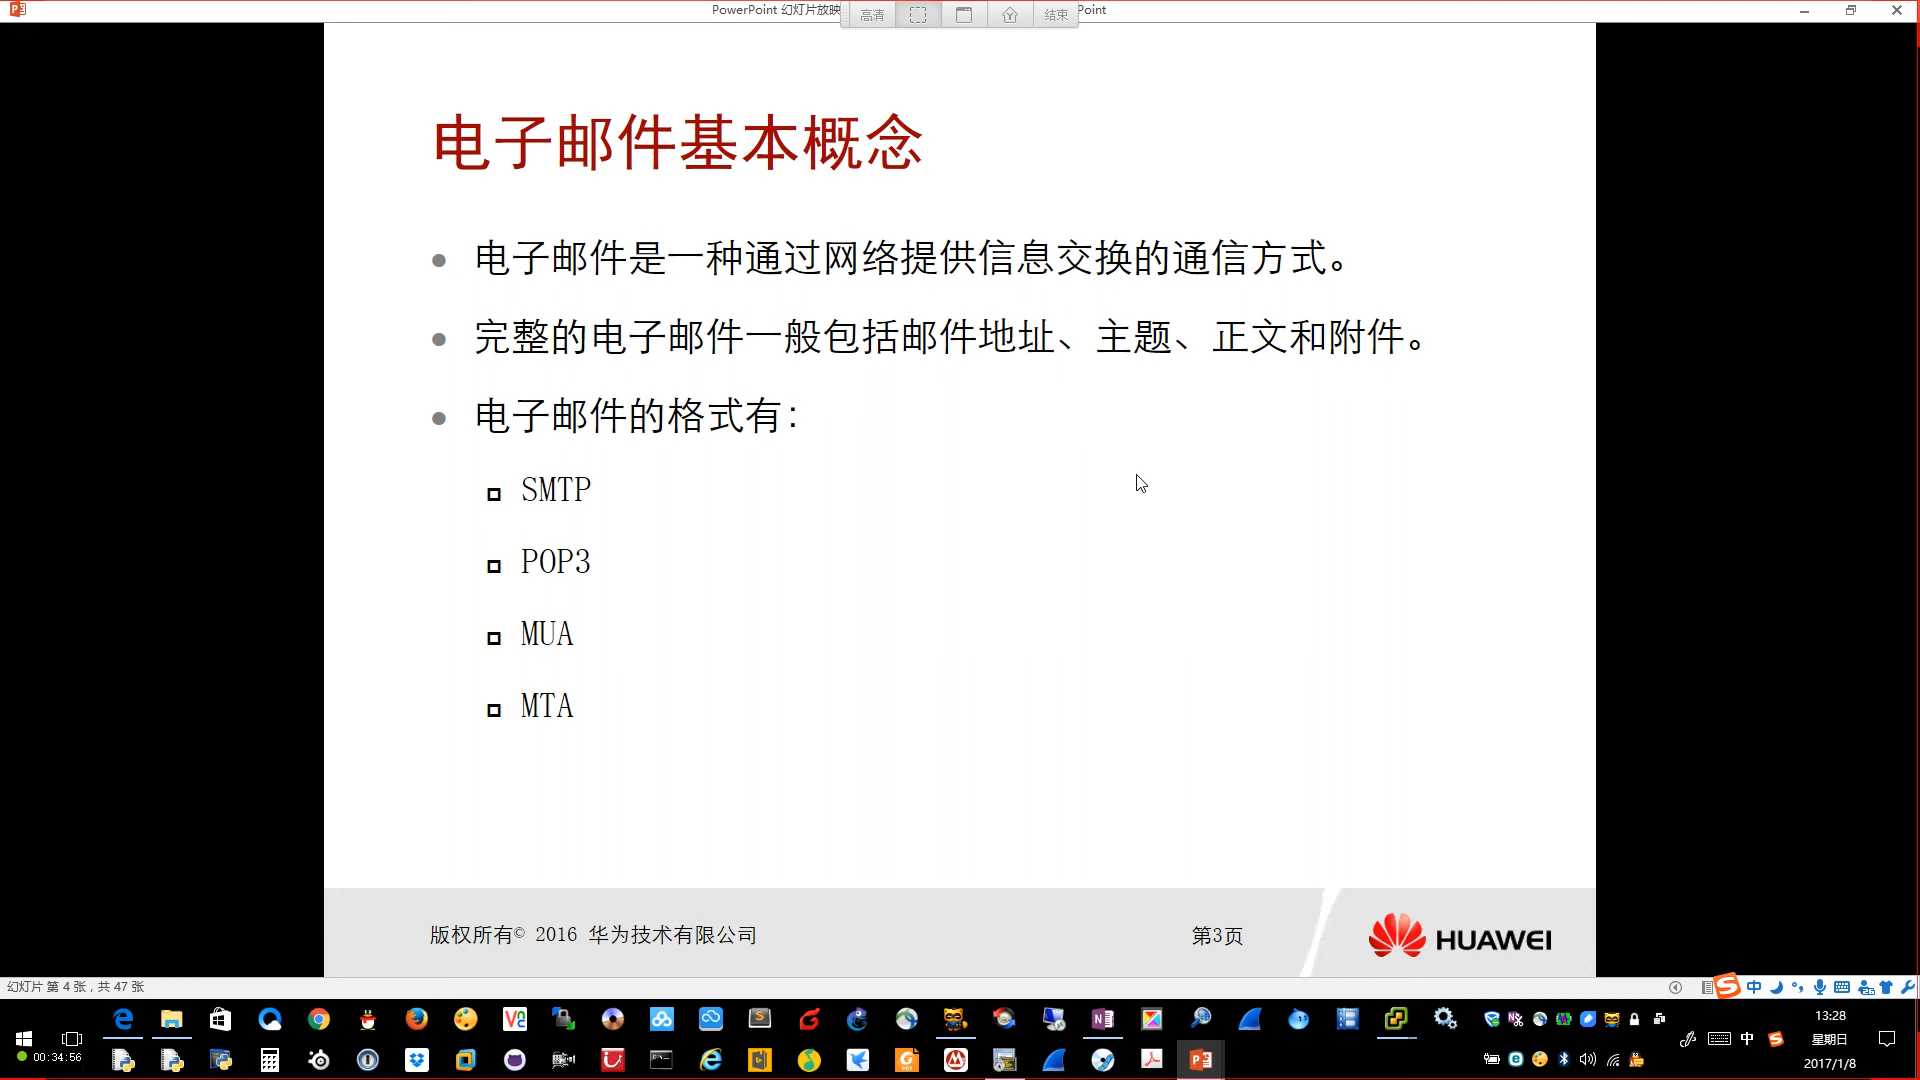 PowerPoint 幻灯片放映
高清
结束
Point
电子邮件基本概念
电子邮件是一种通过网络提供信息交换的通信方式。
完整的电子邮件一般包括邮件地址、主题、正文和附件。
电子邮件的格式有：
SMTP
POP3
MUA
MTA
版权所有© 2016 华为技术有限公司
第3页
HUAWEI
幻灯片 第 4 张，共 47 张
中
00:34:56
中
13:28
星期日
2017/1/8